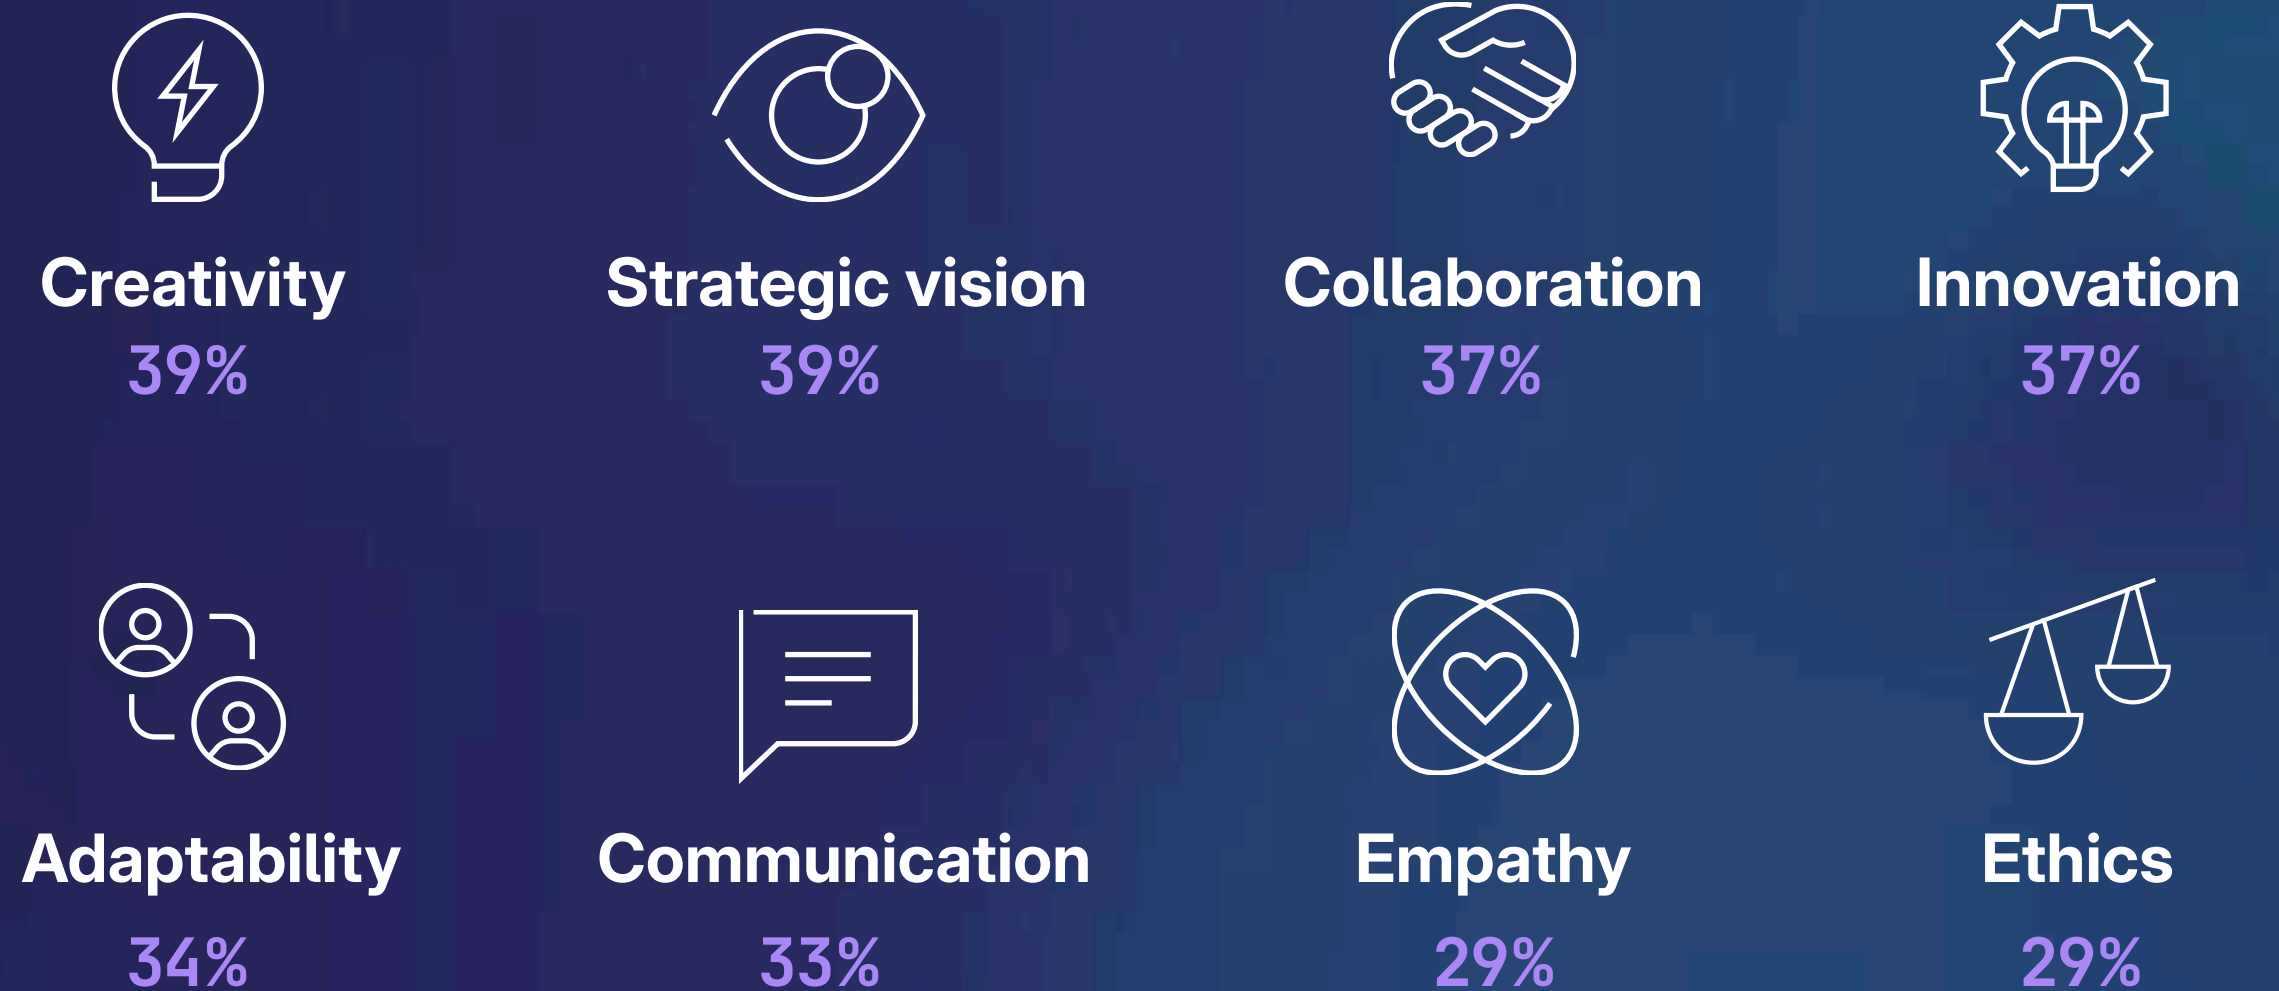 Creativity
39%
Strategic vision
39%
Collaboration
37%
Innovation
37%
Adaptability
34%
Communication
33%
Empathy
29%
Ethics
29%